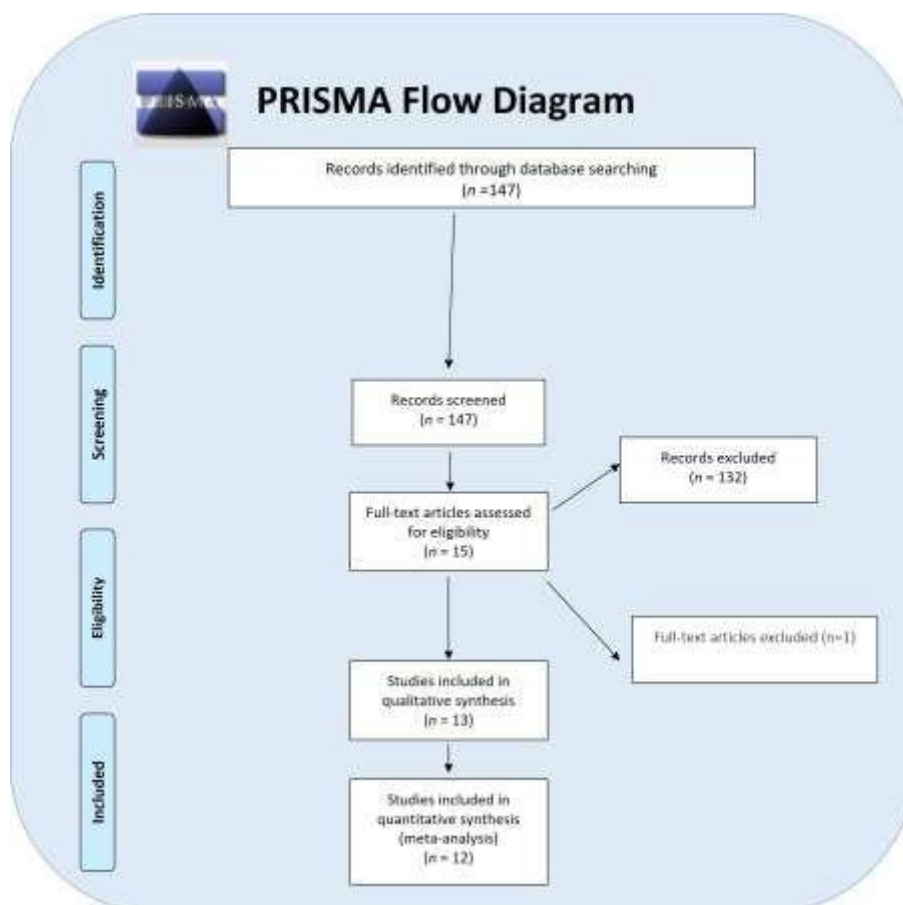 PRISMA Flow Diagram
Identification
Records identified through database searching
(n =147)
Screening
Records screened
(n = 147)
Records excluded
(n = 132)
Full-text articles assessed
for eligibility
(n = 15)
Eligibility
Full-text articles excluded (n=1)
Studies included in
qualitative synthesis
(n = 13)
Included
Studies included in
quantitative synthesis
(meta-analysis)
(n = 12)